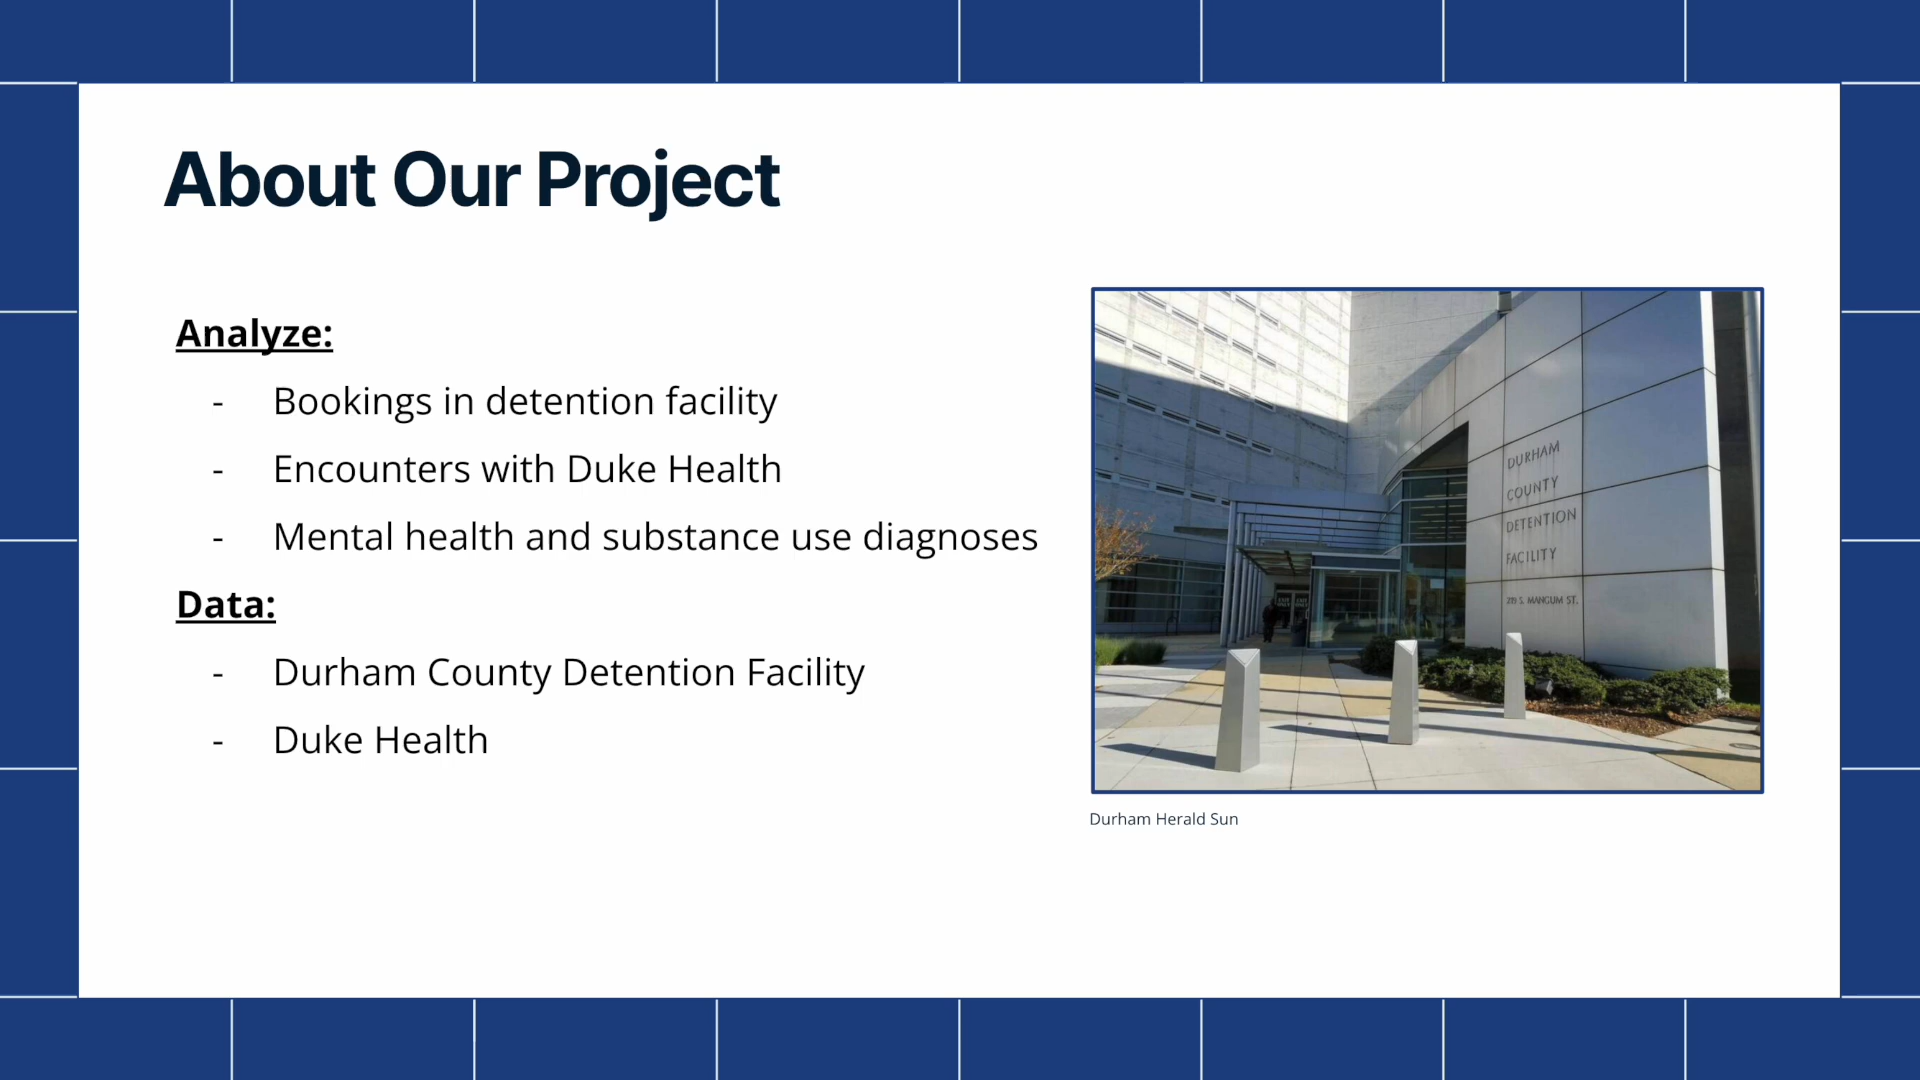 About Our Project
Analyze:
- Bookings in detention facility
- Encounters with Duke Health
- Mental health and substance use diagnoses
Data:
- Durham County Detention Facility
- Duke Health
DURHAM
COUNTY
DETENTION
FACILITY
219 S. MANGUM ST.
Durham Herald Sun